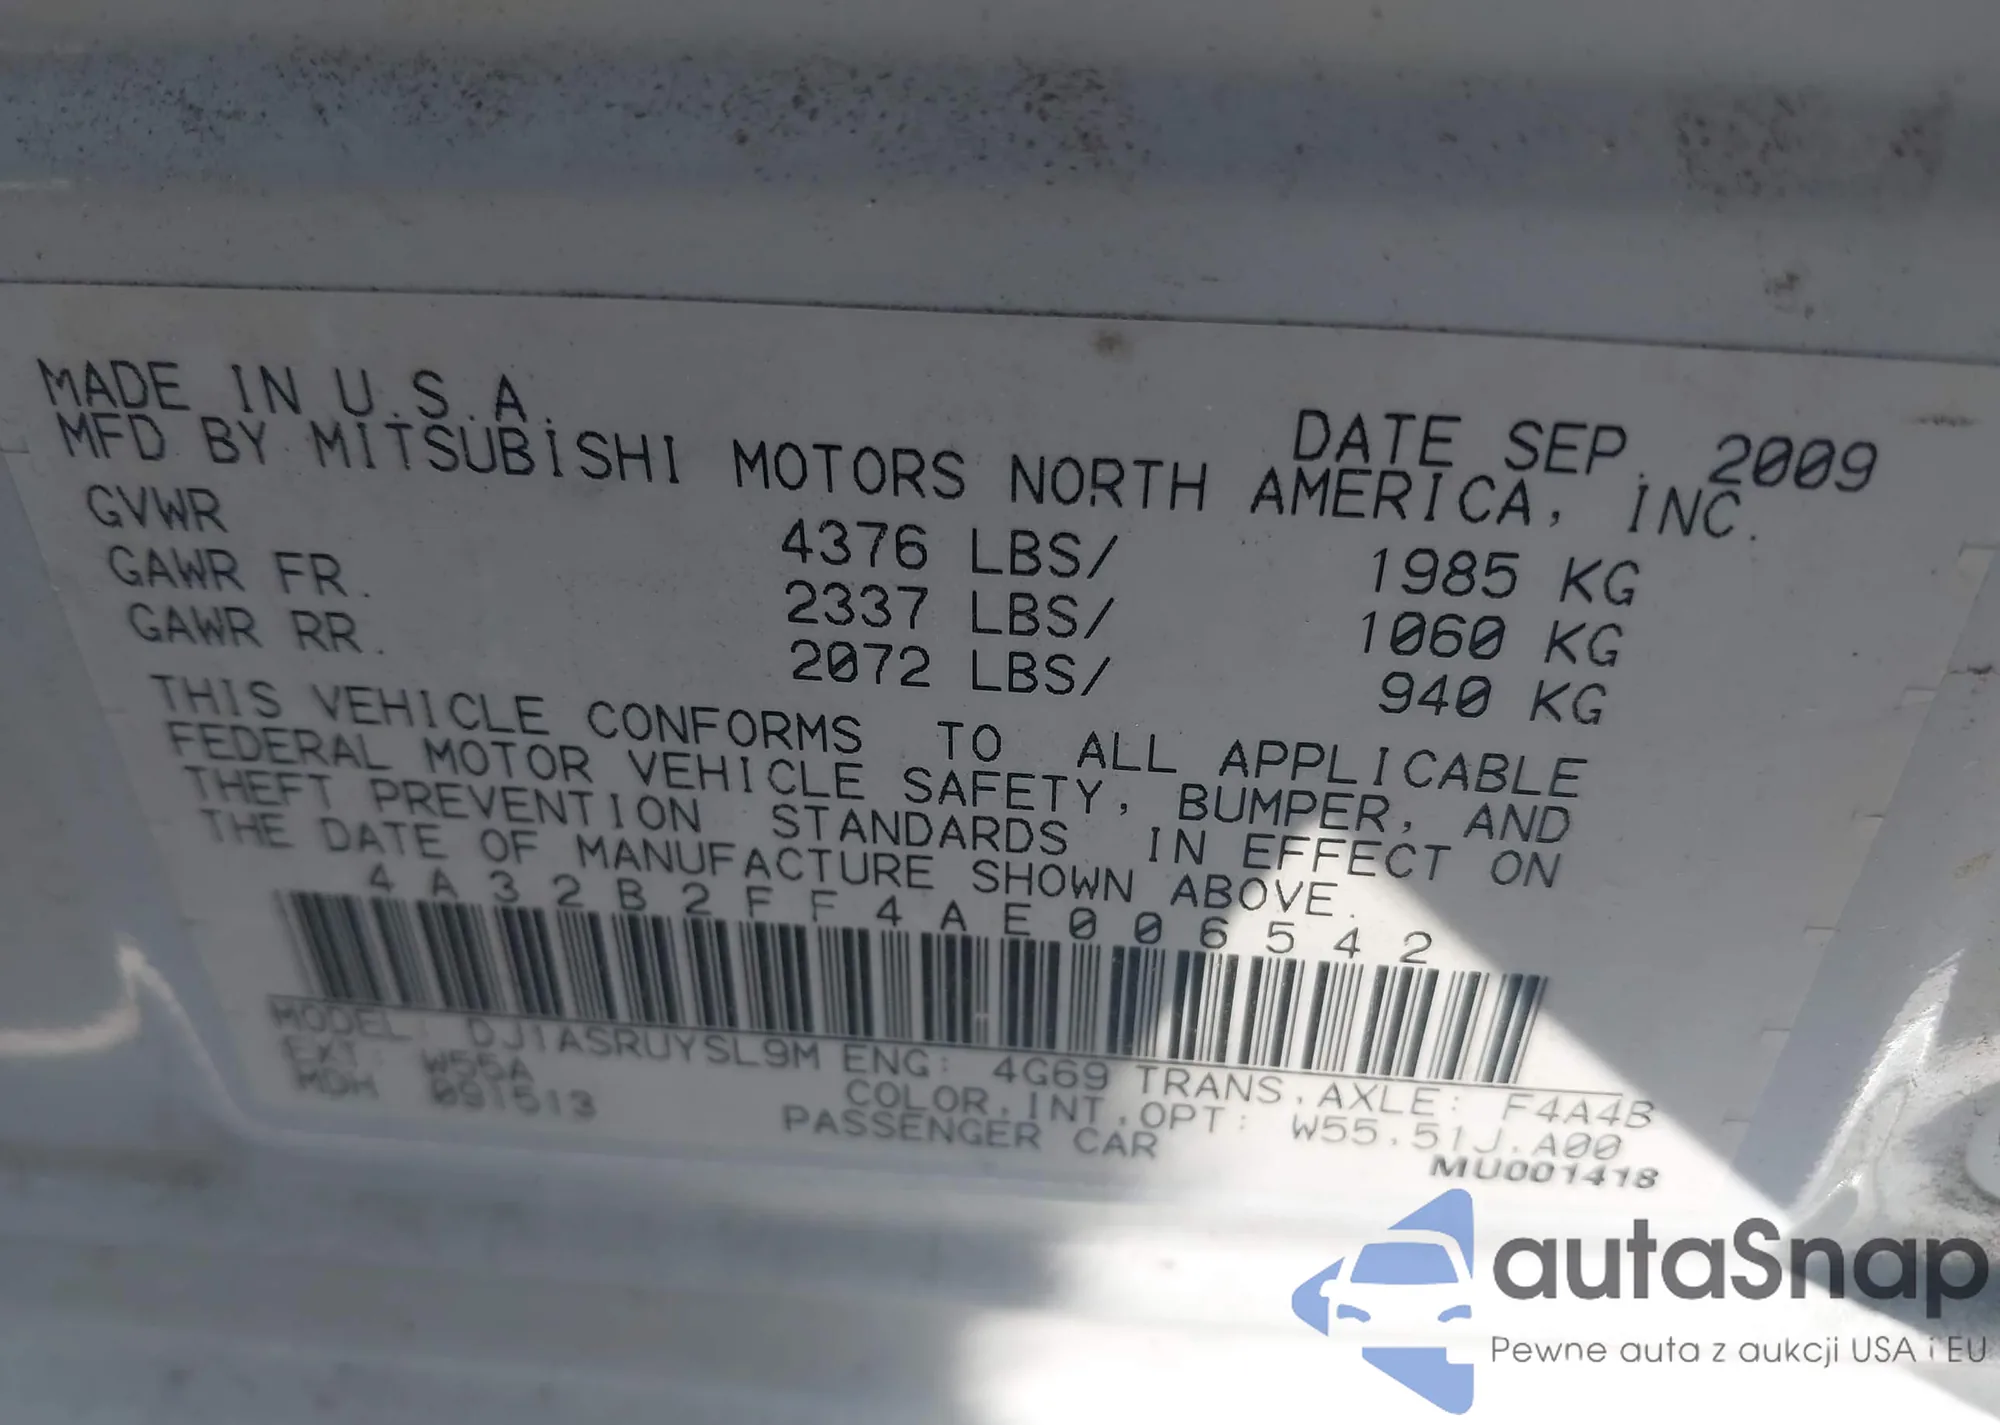 MADE IN U.S.A. DATE SEP. 2009
MFD BY MITSUBISHI MOTORS NORTH AMERICA, INC.
GVWR 4376 LBS/ 1985 KG
GAWR FR. 2337 LBS/ 1060 KG
GAWR RR. 2072 LBS/ 940 KG
THIS VEHICLE CONFORMS TO ALL APPLICABLE
FEDERAL MOTOR VEHICLE SAFETY, BUMPER, AND
THEFT PREVENTION STANDARDS IN EFFECT ON
THE DATE OF MANUFACTURE SHOWN ABOVE.
4A32B2FF4AE006542
MODEL: DJ1ASRUYSL9M ENG: 4G69 TRANS,AXLE: F4A4B
EXT: W55A COLOR,INT,OPT: W55.51J.A00
MDH 091513 PASSENGER CAR
MU001418
autaSnap
Pewne auta z aukcji USA i EU